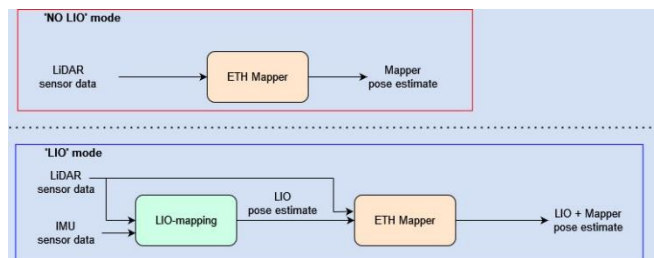 'NO LIO' mode
LiDAR
sensor data
ETH Mapper
Mapper
pose estimate
'LIO' mode
LiDAR
sensor data
IMU
sensor data
LIO-mapping
LIO
pose estimate
ETH Mapper
LIO + Mapper
pose estimate